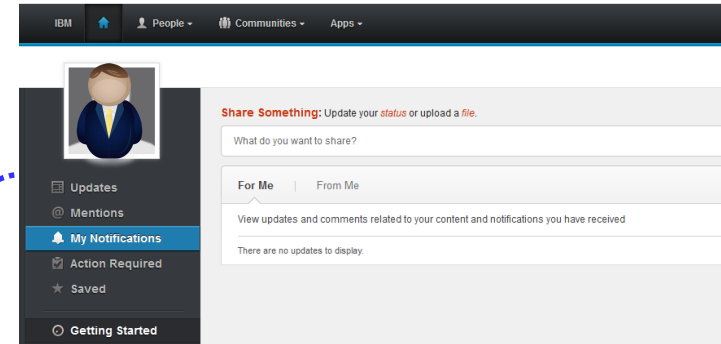 IBM People Communities Apps
Share Something: Update your status or upload a file.
What do you want to share?
For Me | From Me
View updates and comments related to your content and notifications you have received
There are no updates to display.
Updates
@ Mentions
My Notifications
Action Required
Saved
Getting Started